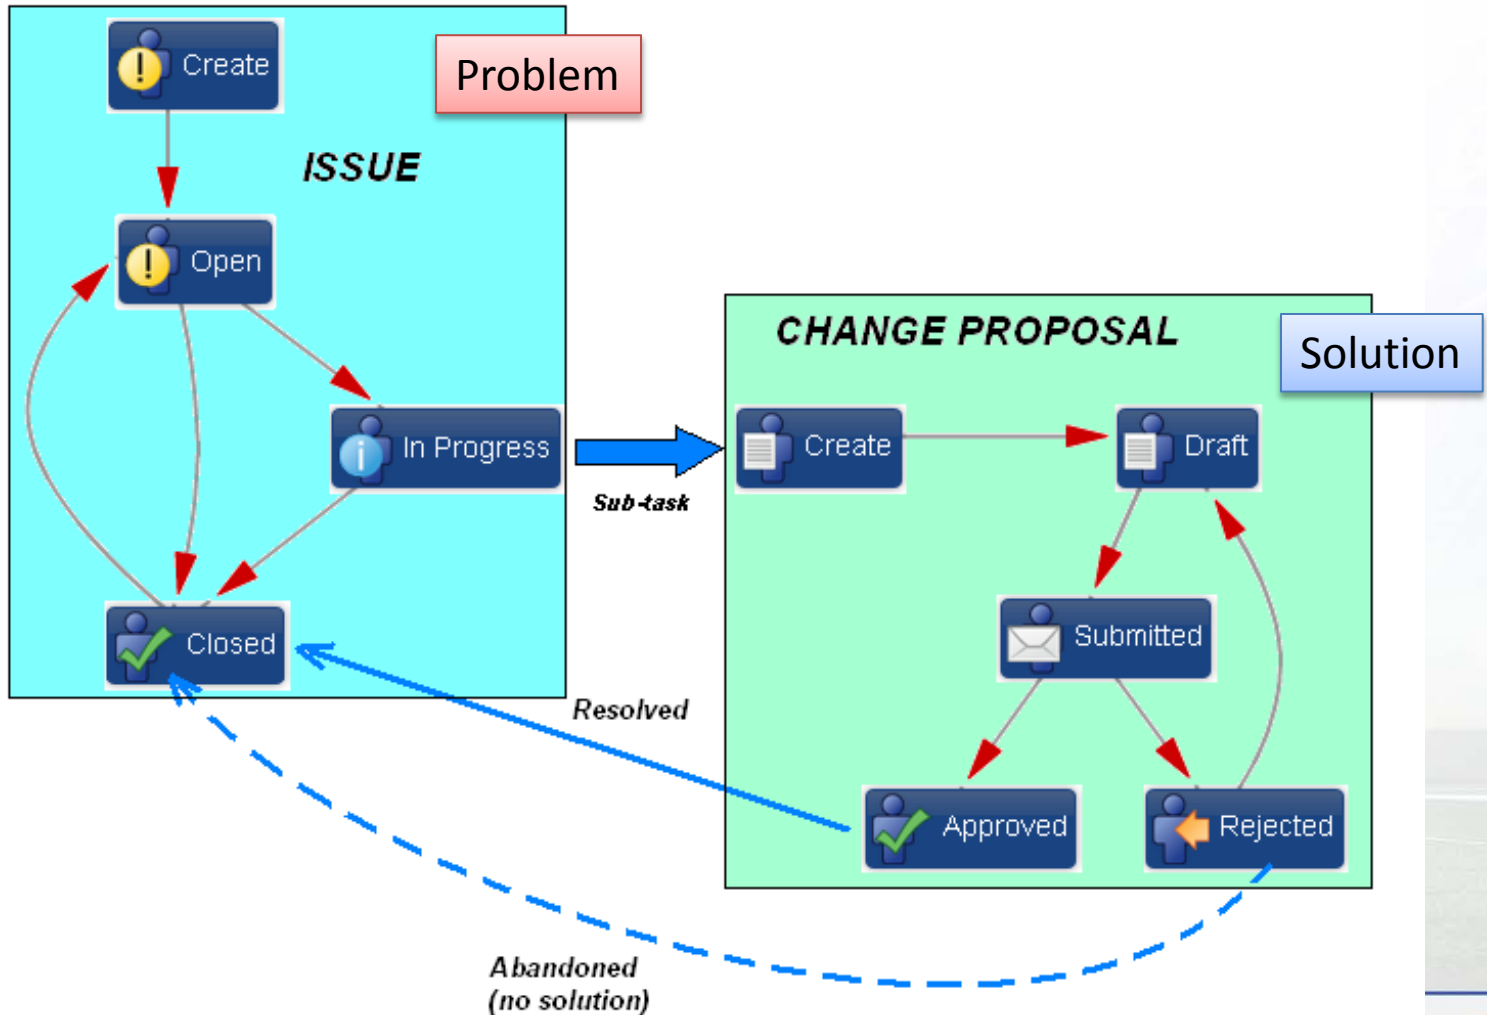 Create
Problem
ISSUE
Open
CHANGE PROPOSAL
Solution
In Progress
Create
Draft
Sub-task
Closed
Submitted
Resolved
Approved
Rejected
Abandoned
(no solution)